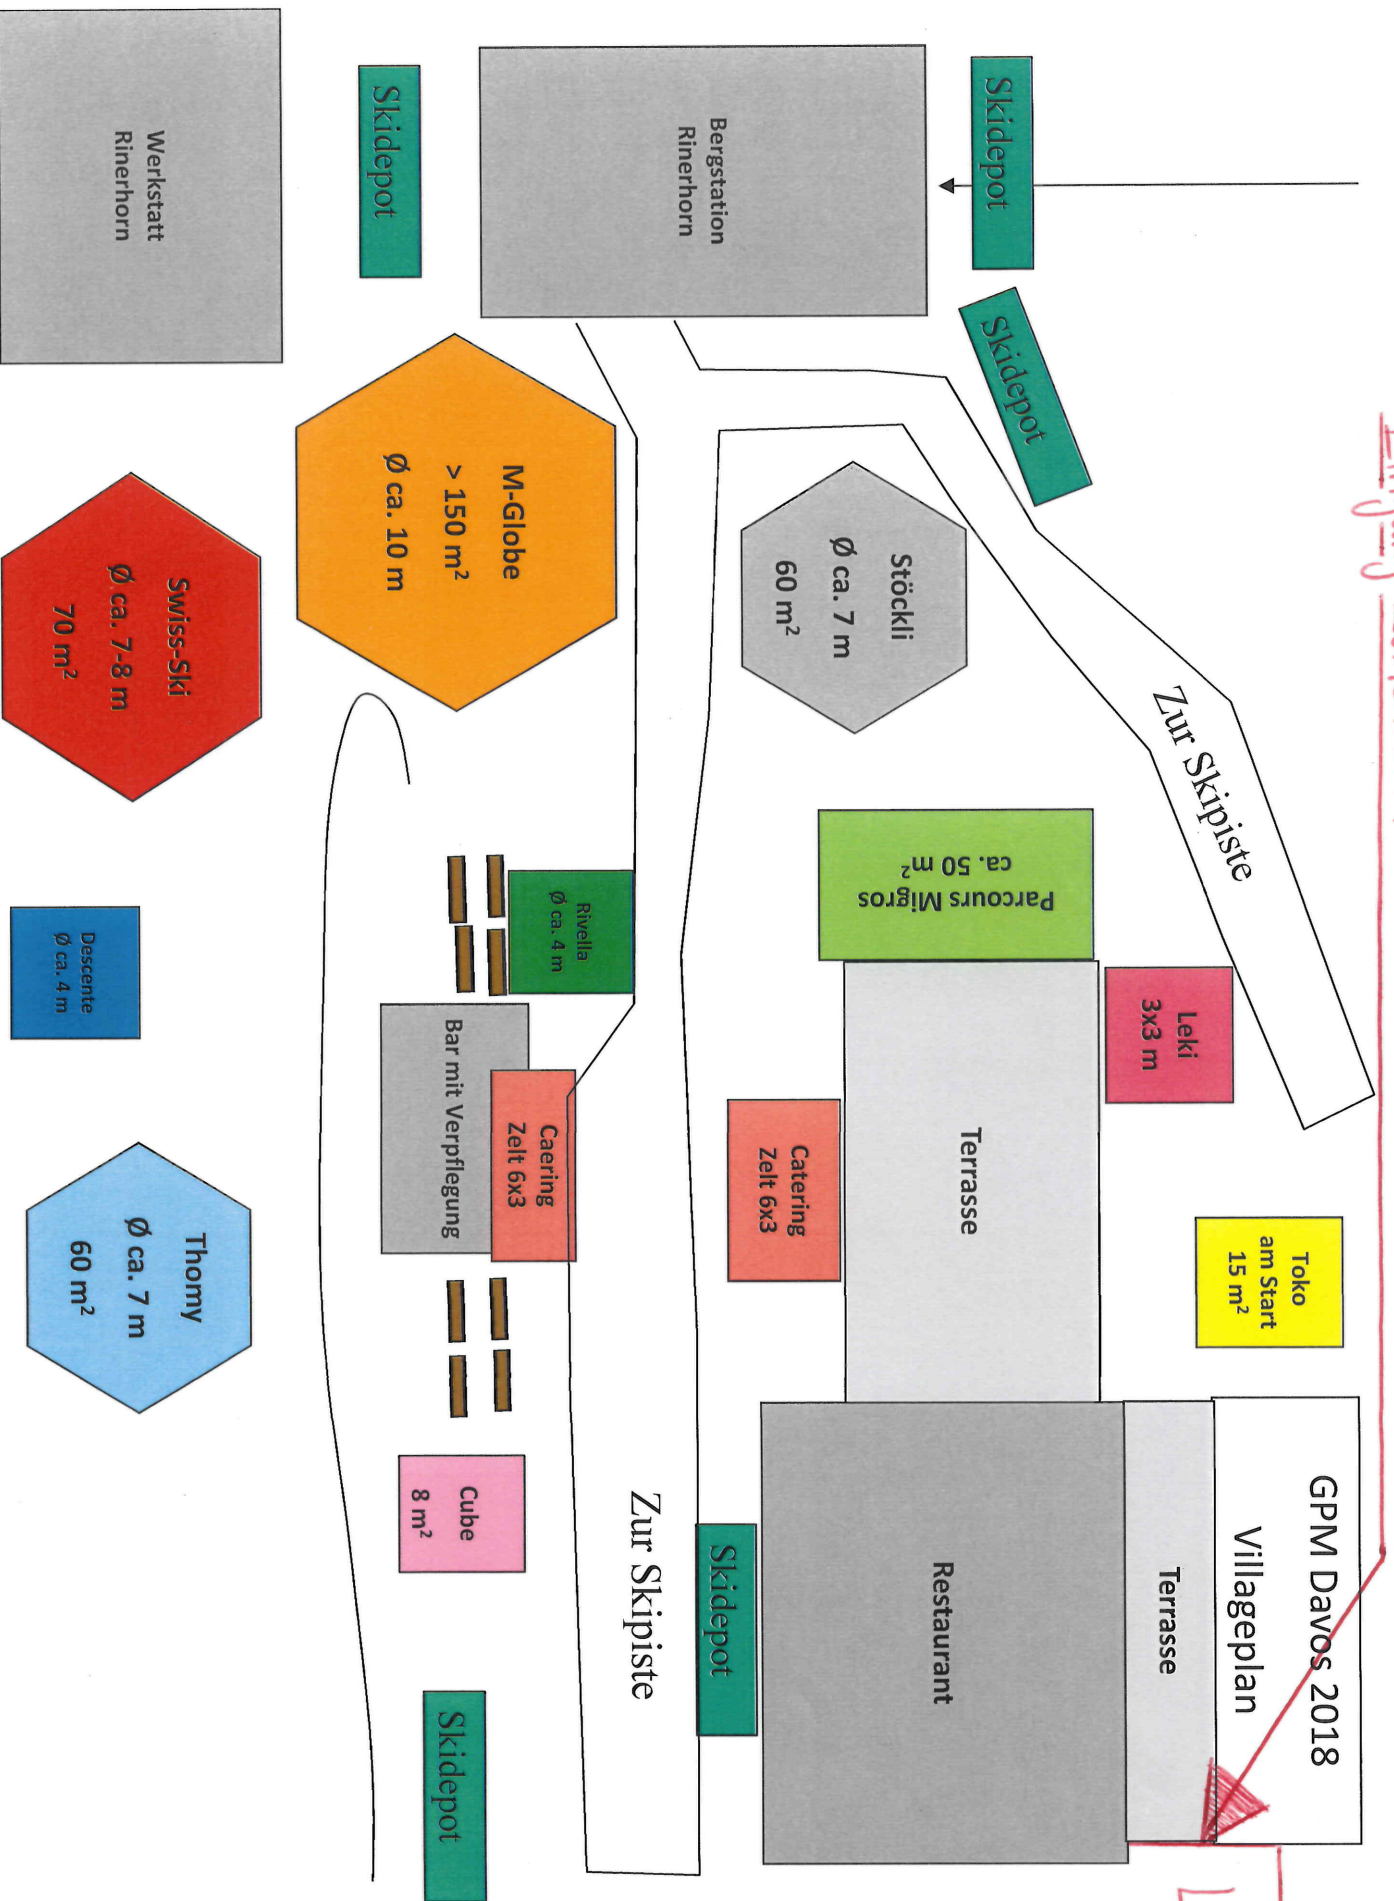 GPM Davos 2018
Villageplan
Skidepot
Skidepot
Zur Skipiste
Toko
am Start
15 m²
Leki
3x3 m
Terrasse
Bergstation
Rinerhorn
Stöckli
Ø ca. 7 m
60 m²
Parcours Migros
ca. 50 m²
Terrasse
Restaurant
Catering
Zelt 6x3
Skidepot
Zur Skipiste
Skidepot
M-Globe
> 150 m²
Ø ca. 10 m
Rivella
Ø ca. 4 m
Caering
Zelt 6x3
Bar mit Verpflegung
Cube
8 m²
Skidepot
Werkstatt
Rinerhorn
Swiss-Ski
Ø ca. 7-8 m
70 m²
Descente
Ø ca. 4 m
Thomy
Ø ca. 7 m
60 m²